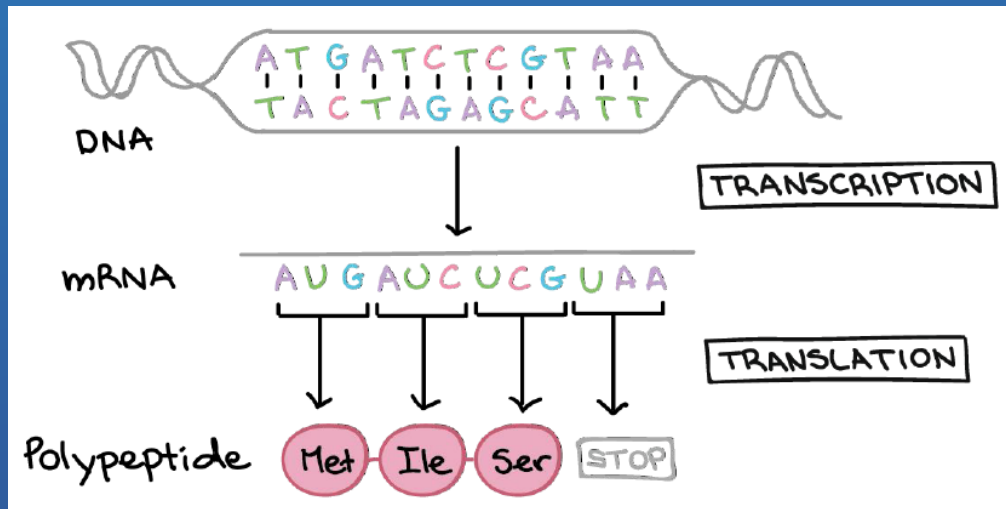 ATGATCTCGTAA
TACTAGAGCATT
DNA
TRANSCRIPTION
mRNA AUGAUCUCGUAA
TRANSLATION
Polypeptide Met Ile Ser STOP